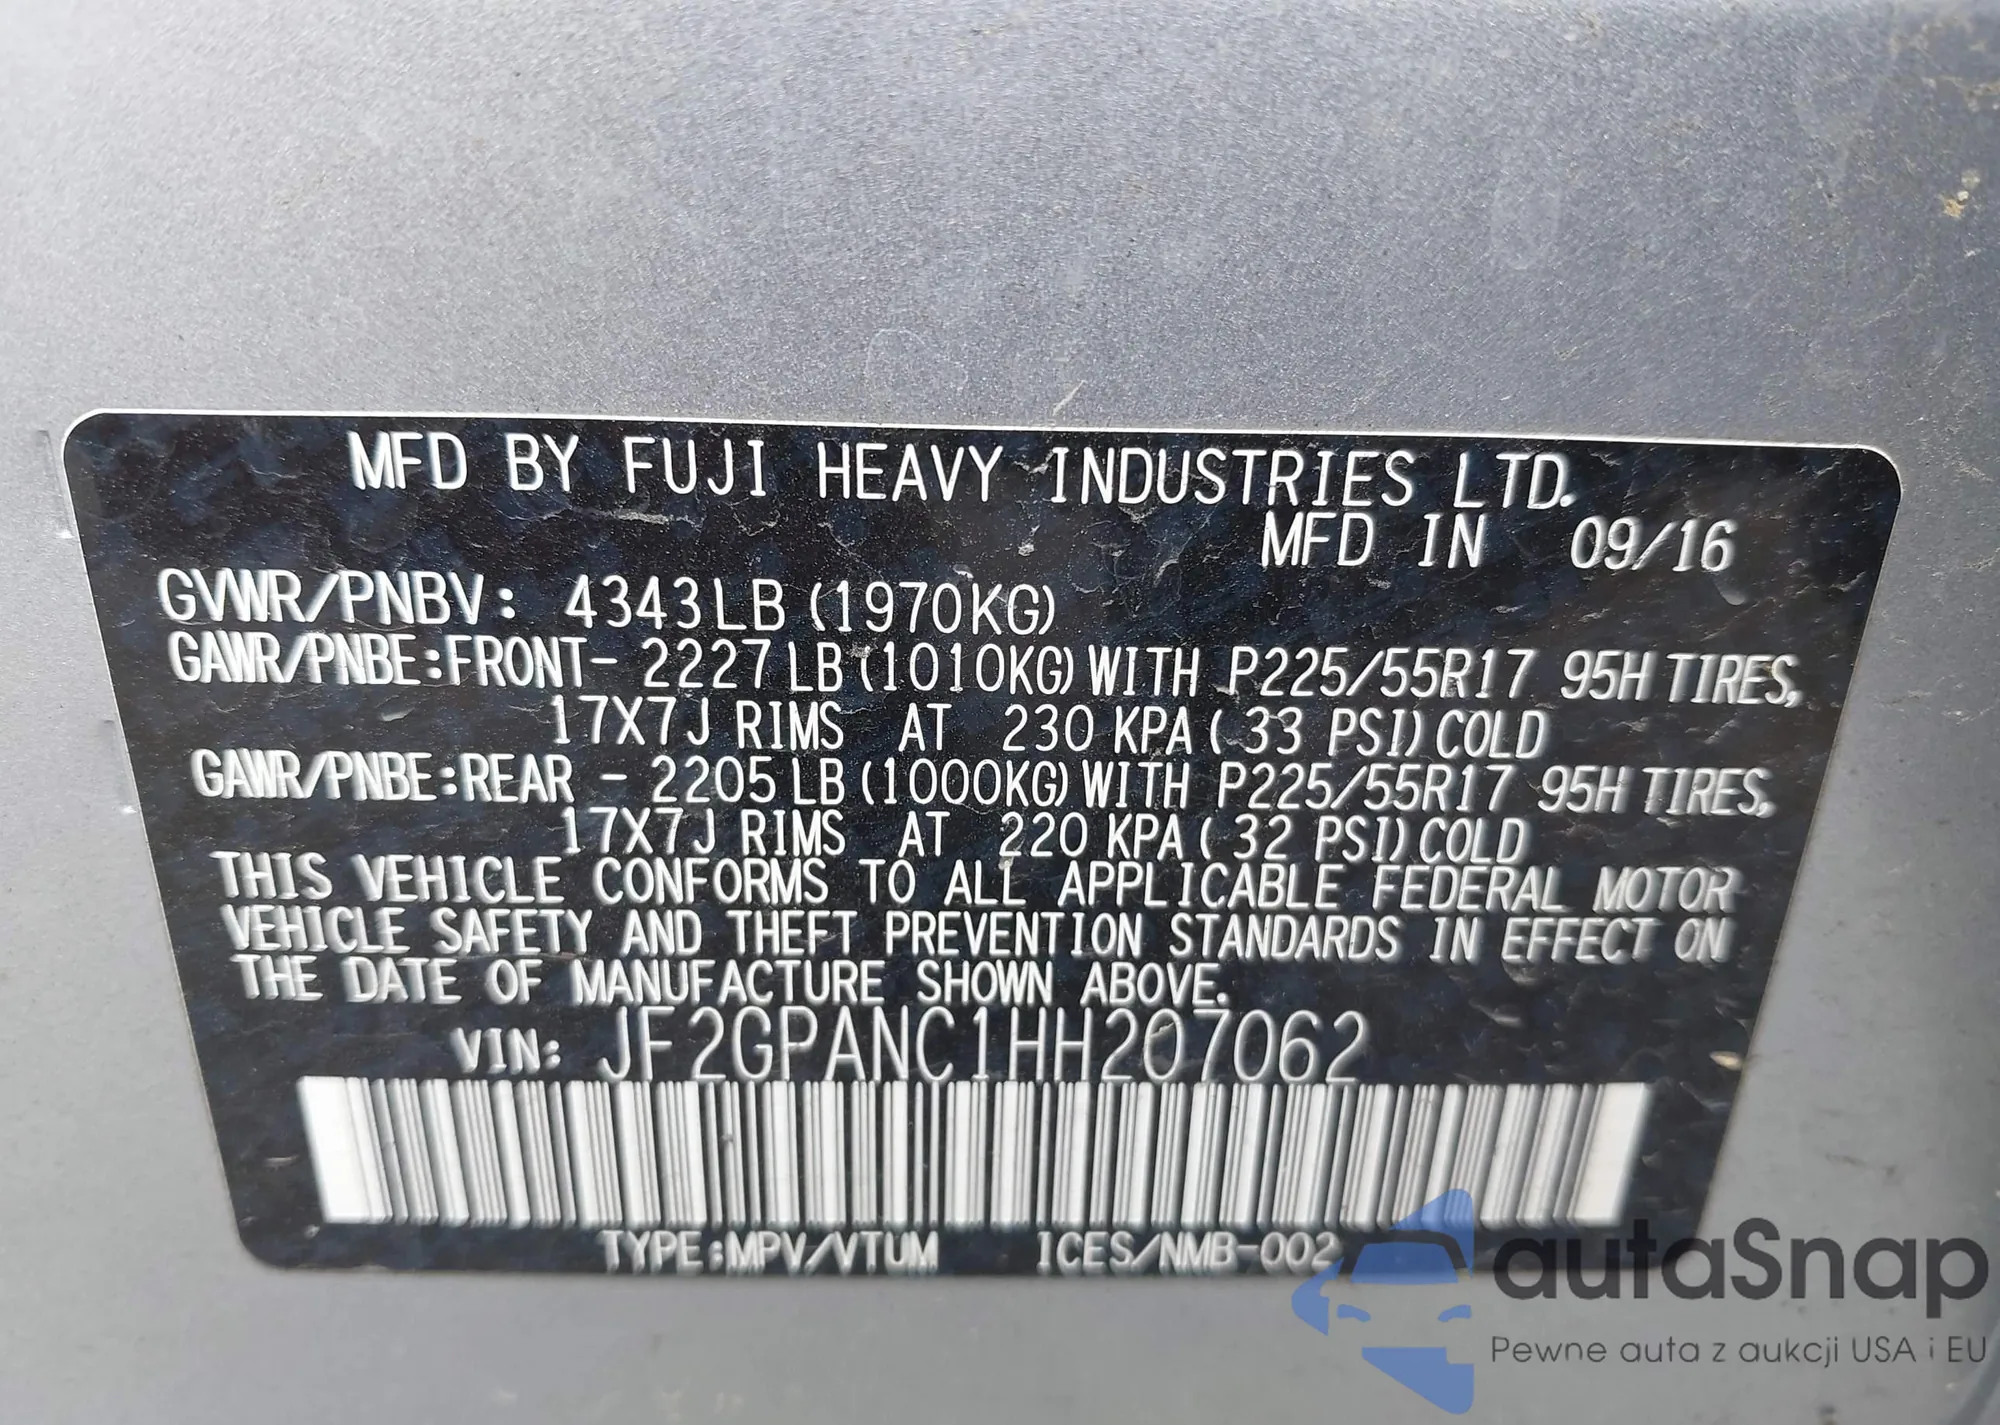 MFD BY FUJI HEAVY INDUSTRIES LTD.
MFD IN 09/16
GVWR/PNBV: 4343LB (1970KG)
GAWR/PNBE:FRONT- 2227LB (1010KG) WITH P225/55R17 95H TIRES,
17X7J RIMS AT 230 KPA ( 33 PSI) COLD
GAWR/PNBE:REAR - 2205LB (1000KG) WITH P225/55R17 95H TIRES,
17X7J RIMS AT 220 KPA ( 32 PSI) COLD
THIS VEHICLE CONFORMS TO ALL APPLICABLE FEDERAL MOTOR
VEHICLE SAFETY AND THEFT PREVENTION STANDARDS IN EFFECT ON
THE DATE OF MANUFACTURE SHOWN ABOVE.
VIN: JF2GPANC1HH207062
TYPE:MPV/VTUM ICES/NMB-002
autaSnap
Pewne auta z aukcji USA i EU